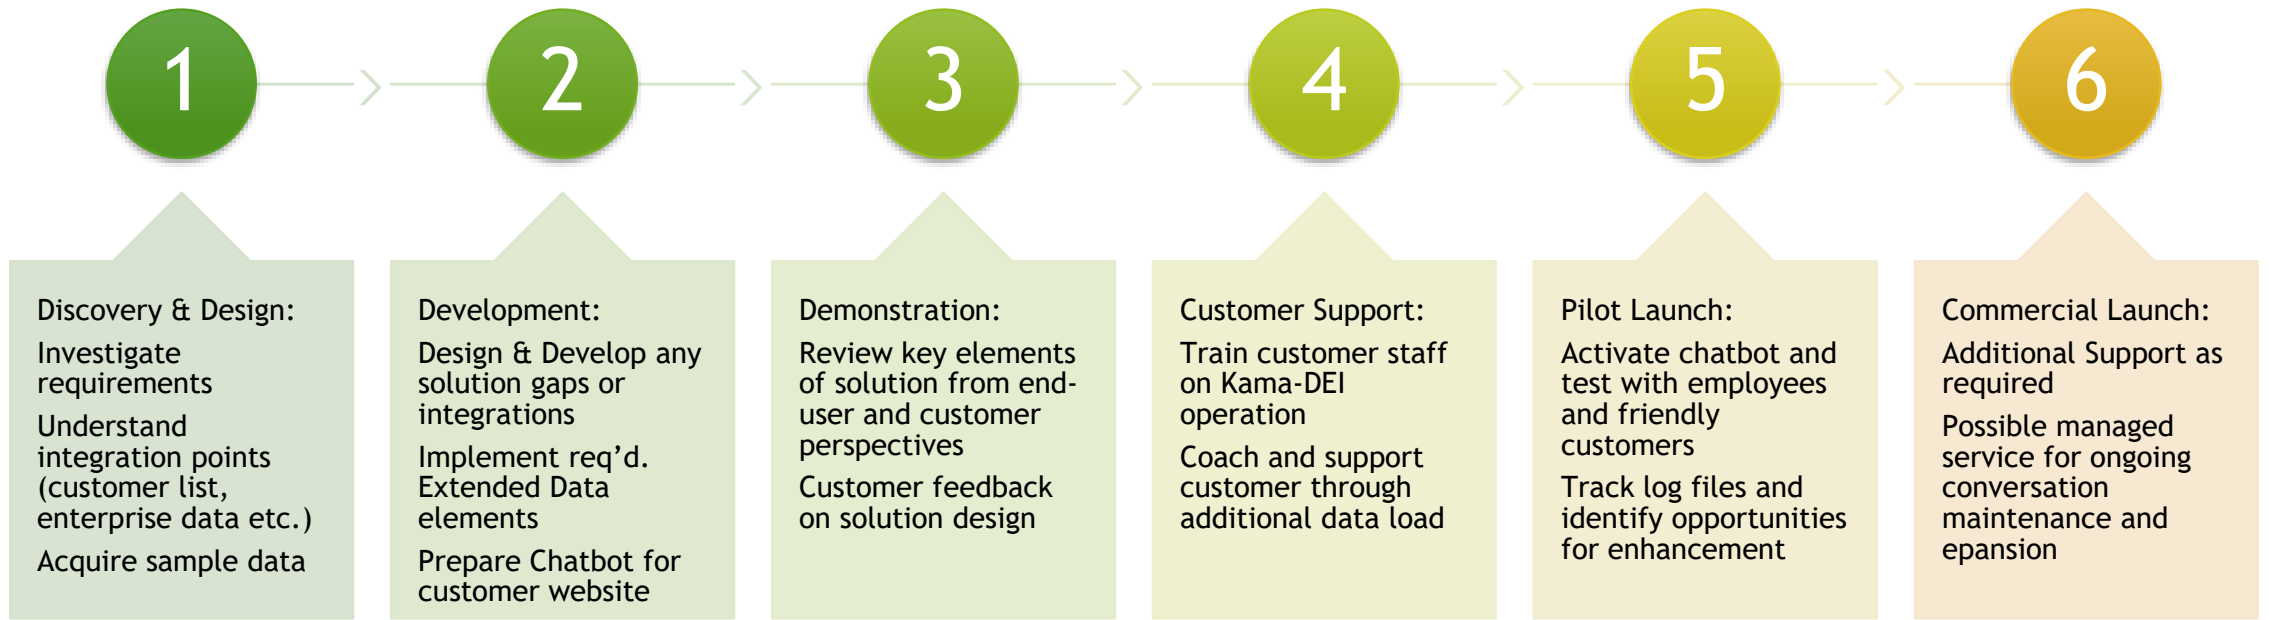 1
2
3
4
5
6
Discovery & Design:
Investigate
requirements
Understand
integration points
(customer list,
enterprise data etc.)
Acquire sample data
Development:
Design & Develop any
solution gaps or
integrations
Implement req’d.
Extended Data
elements
Prepare Chatbot for
customer website
Demonstration:
Review key elements
of solution from end-
user and customer
perspectives
Customer feedback
on solution design
Customer Support:
Train customer staff
on Kama-DEI
operation
Coach and support
customer through
additional data load
Pilot Launch:
Activate chatbot and
test with employees
and friendly
customers
Track log files and
identify opportunities
for enhancement
Commercial Launch:
Additional Support as
required
Possible managed
service for ongoing
conversation
maintenance and
epansion